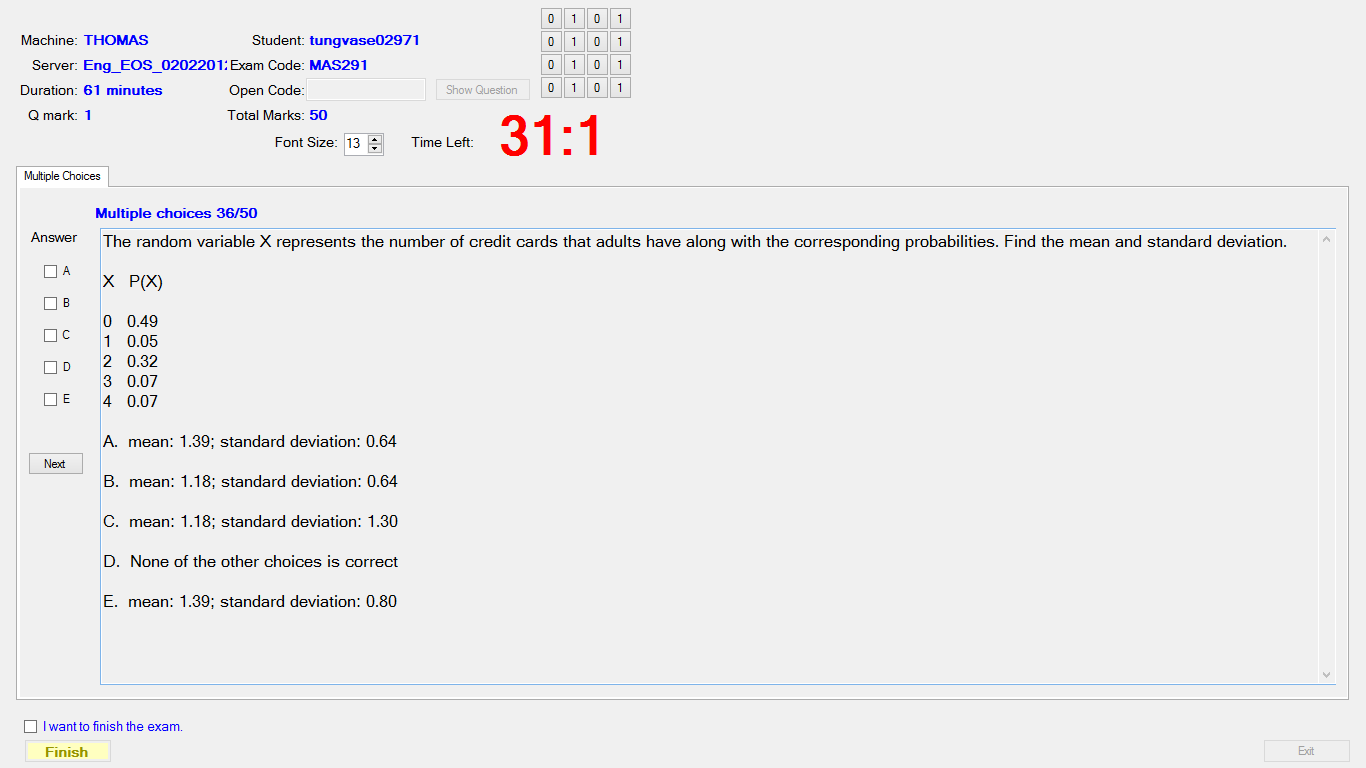 0 1 0 1
Machine: THOMAS Student: tungvase02971
0 1 0 1
Server: Eng_EOS_0202201 Exam Code: MAS291
0 1 0 1
Duration: 61 minutes Open Code: Show Question
0 1 0 1
Q mark: 1 Total Marks: 50
Font Size: 13 Time Left: 31:1
Multiple Choices
Multiple choices 36/50
Answer
The random variable X represents the number of credit cards that adults have along with the corresponding probabilities. Find the mean and standard deviation.
A
X P(X)
B
0 0.49
1 0.05
C
2 0.32
D
3 0.07
4 0.07
E
A. mean: 1.39; standard deviation: 0.64
Next
B. mean: 1.18; standard deviation: 0.64
C. mean: 1.18; standard deviation: 1.30
D. None of the other choices is correct
E. mean: 1.39; standard deviation: 0.80
I want to finish the exam.
Finish
Exit